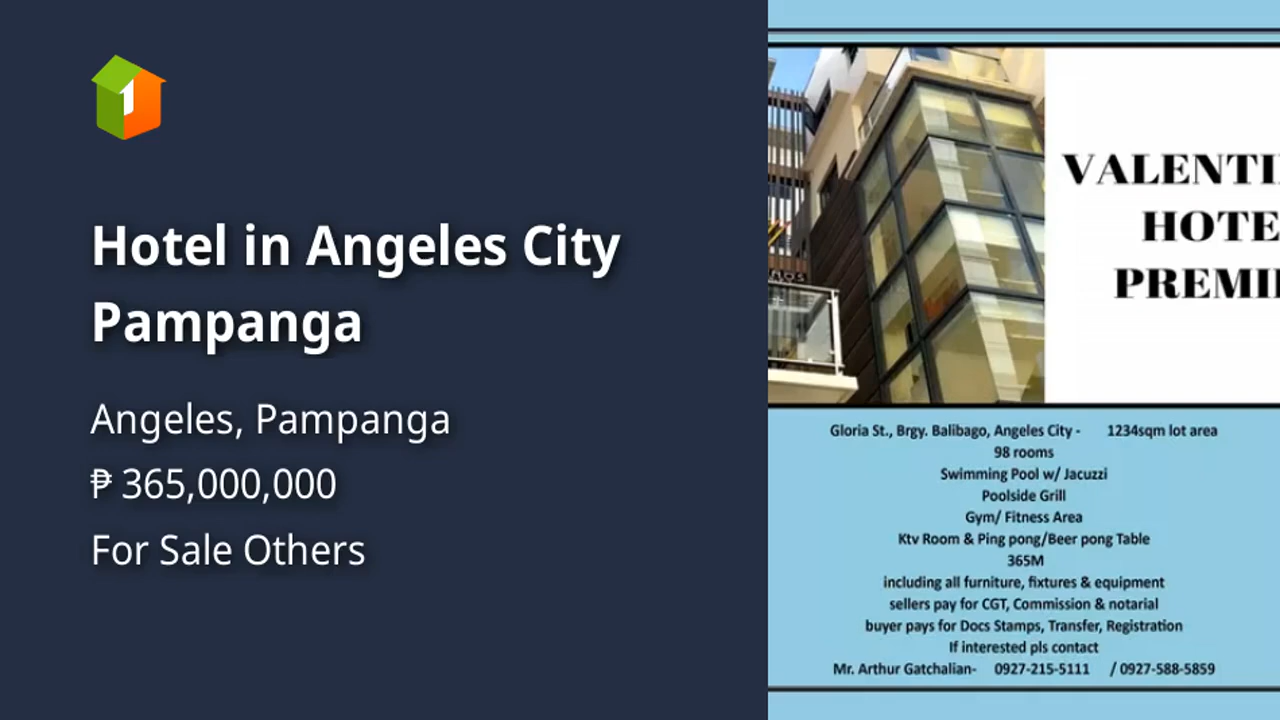 Hotel in Angeles City
Pampanga
Angeles, Pampanga
₱ 365,000,000
For Sale Others
VALENTI
HOTE
PREMI
Gloria St., Brgy. Balibago, Angeles City - 1234sqm lot area
98 rooms
Swimming Pool w/ Jacuzzi
Poolside Grill
Gym/ Fitness Area
Ktv Room & Ping pong/Beer pong Table
365M
including all furniture, fixtures & equipment
sellers pay for CGT, Commission & notarial
buyer pays for Docs Stamps, Transfer, Registration
If interested pls contact
Mr. Arthur Gatchalian- 0927-215-5111 / 0927-588-5859